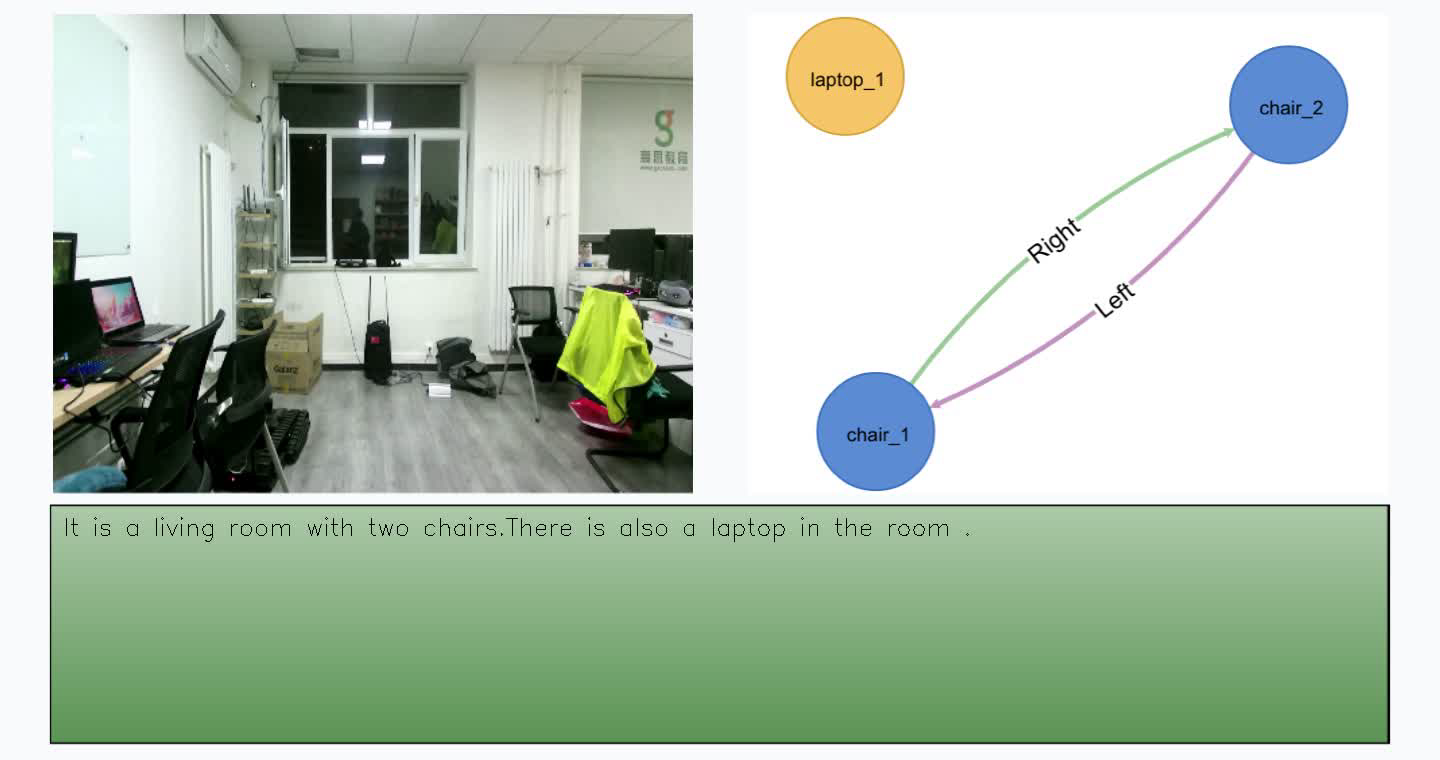 laptop_1
chair_2
Right
Left
chair_1
Galanz
It is a living room with two chairs.There is also a laptop in the room .